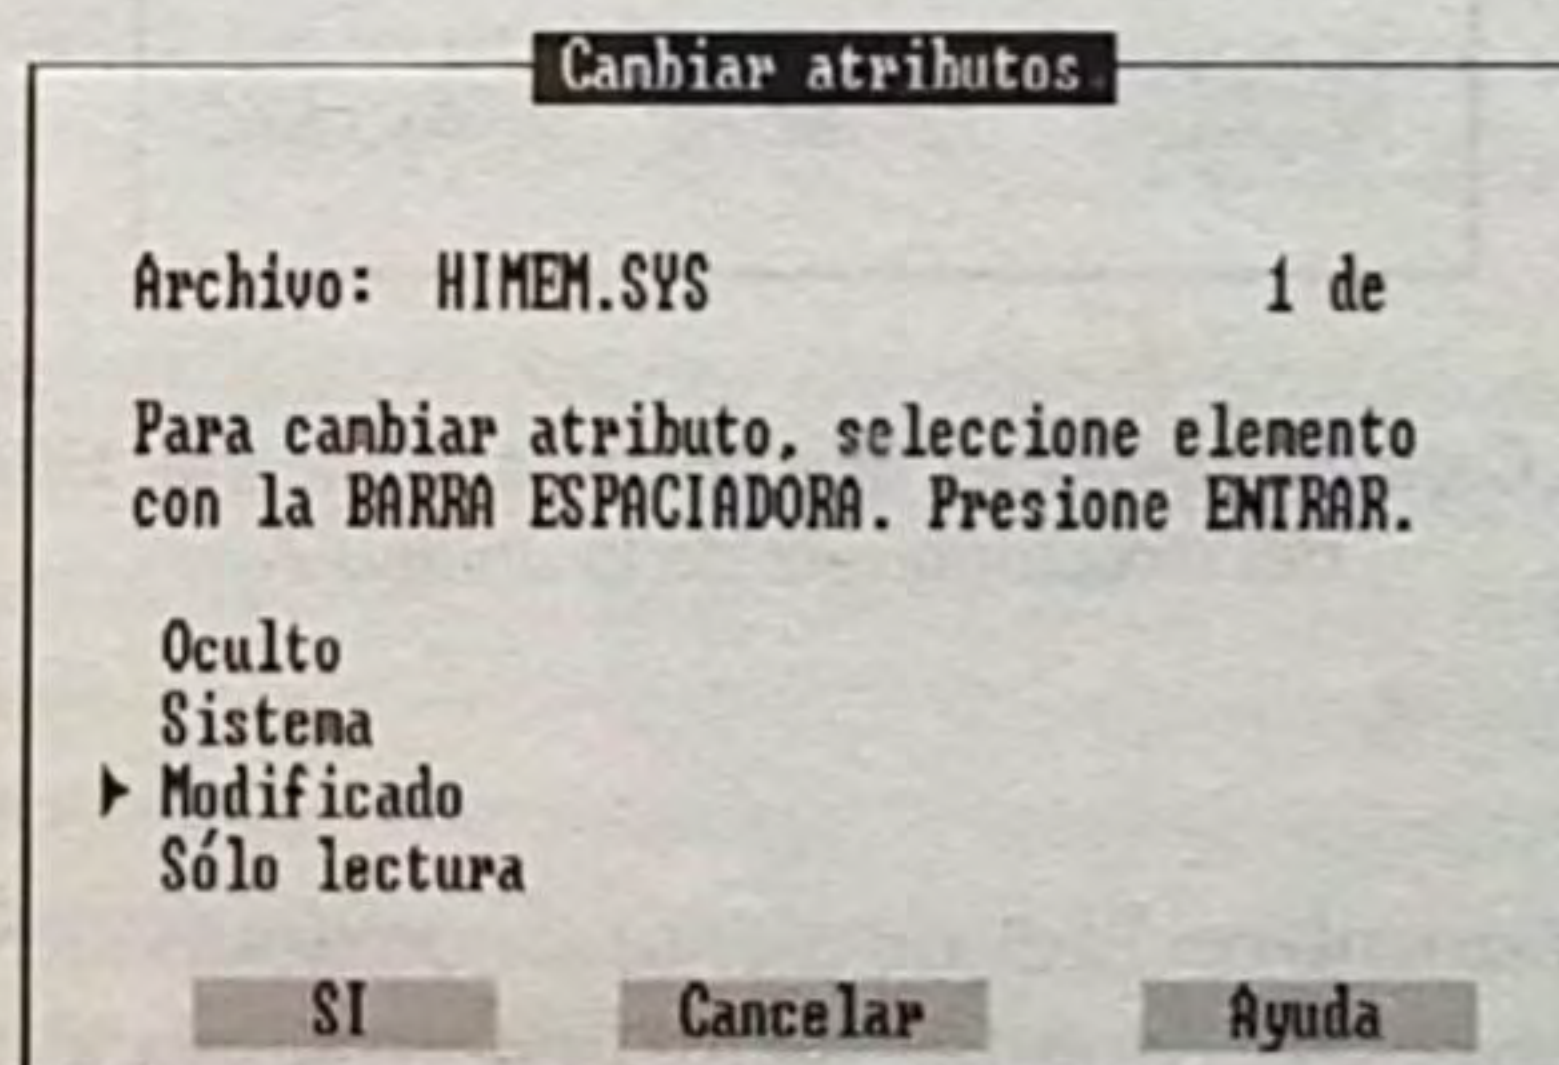 Cambiar atributos
Archivo: HIMEM.SYS 1 de
Para cambiar atributo, seleccione elemento
con la BARRA ESPACIADORA. Presione ENTRAR.
Oculto
Sistema
Modificado
Sólo lectura
SI Cancelar Ayuda